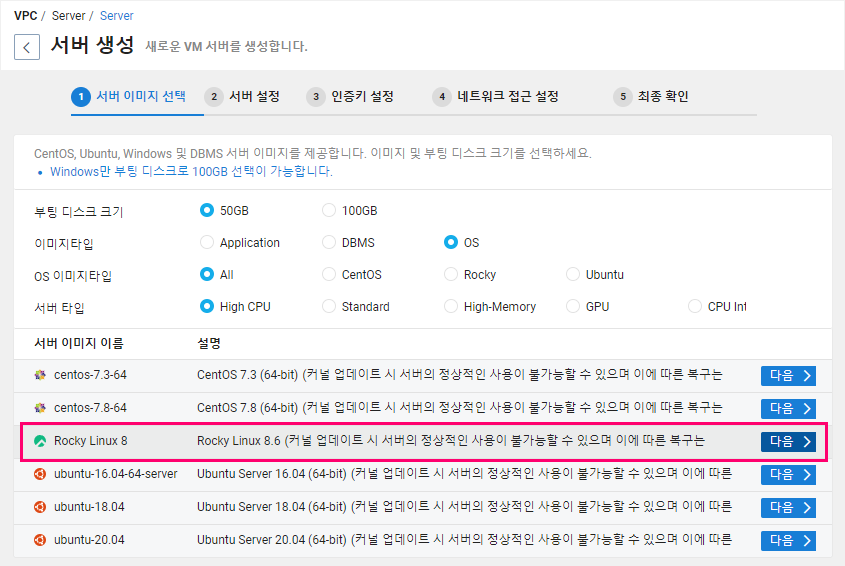 VPC / Server / Server
서버 생성 새로운 VM 서버를 생성합니다.
1 서버 이미지 선택 2 서버 설정 3 인증키 설정 4 네트워크 접근 설정 5 최종 확인
CentOS, Ubuntu, Windows 및 DBMS 서버 이미지를 제공합니다. 이미지 및 부팅 디스크 크기를 선택하세요.
• Windows만 부팅 디스크로 100GB 선택이 가능합니다.
부팅 디스크 크기 50GB 100GB
이미지타입 Application DBMS OS
OS 이미지타입 All CentOS Rocky Ubuntu
서버 타입 High CPU Standard High-Memory GPU CPU Int
서버 이미지 이름 설명
centos-7.3-64 CentOS 7.3 (64-bit) (커널 업데이트 시 서버의 정상적인 사용이 불가능할 수 있으며 이에 따른 복구는 다음
centos-7.8-64 CentOS 7.8 (64-bit) (커널 업데이트 시 서버의 정상적인 사용이 불가능할 수 있으며 이에 따른 복구는 다음
Rocky Linux 8 Rocky Linux 8.6 (커널 업데이트 시 서버의 정상적인 사용이 불가능할 수 있으며 이에 따른 복구는 다음
ubuntu-16.04-64-server Ubuntu Server 16.04 (64-bit) (커널 업데이트 시 서버의 정상적인 사용이 불가능할 수 있으며 이에 따른 다음
ubuntu-18.04 Ubuntu Server 18.04 (64-bit) (커널 업데이트 시 서버의 정상적인 사용이 불가능할 수 있으며 이에 따른 다음
ubuntu-20.04 Ubuntu Server 20.04 (64-bit) (커널 업데이트 시 서버의 정상적인 사용이 불가능할 수 있으며 이에 따른 다음